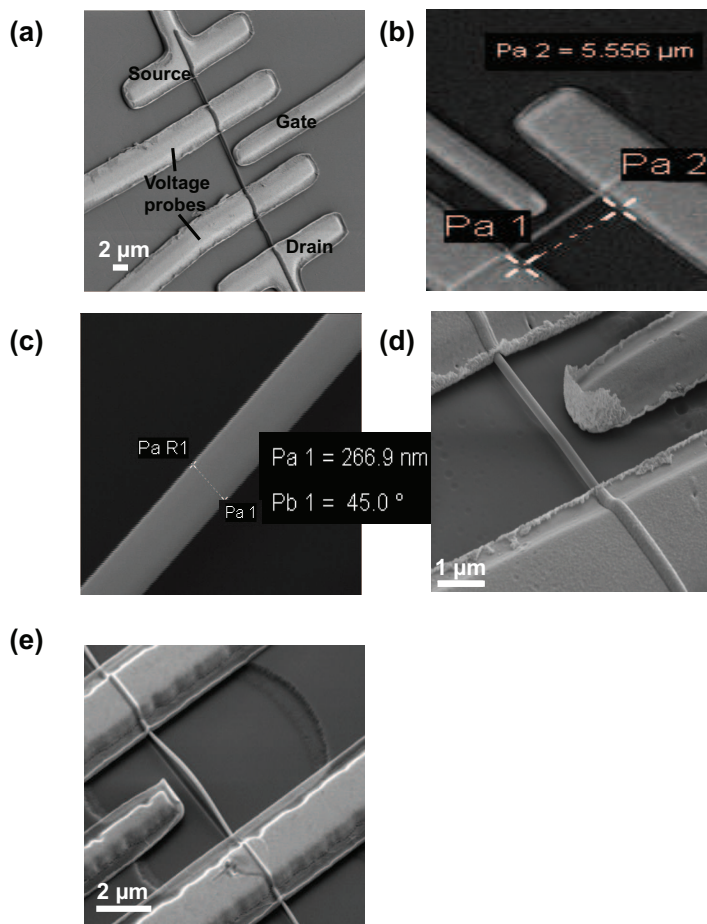 (a)
Source
Gate
Voltage
probes
Drain
2 µm
(b)
Pa 2 = 5.556 µm
Pa 2
Pa 1
(c)
Pa R1
Pa 1
Pa 1 = 266.9 nm
Pb 1 = 45.0 º
(d)
1 µm
(e)
2 µm